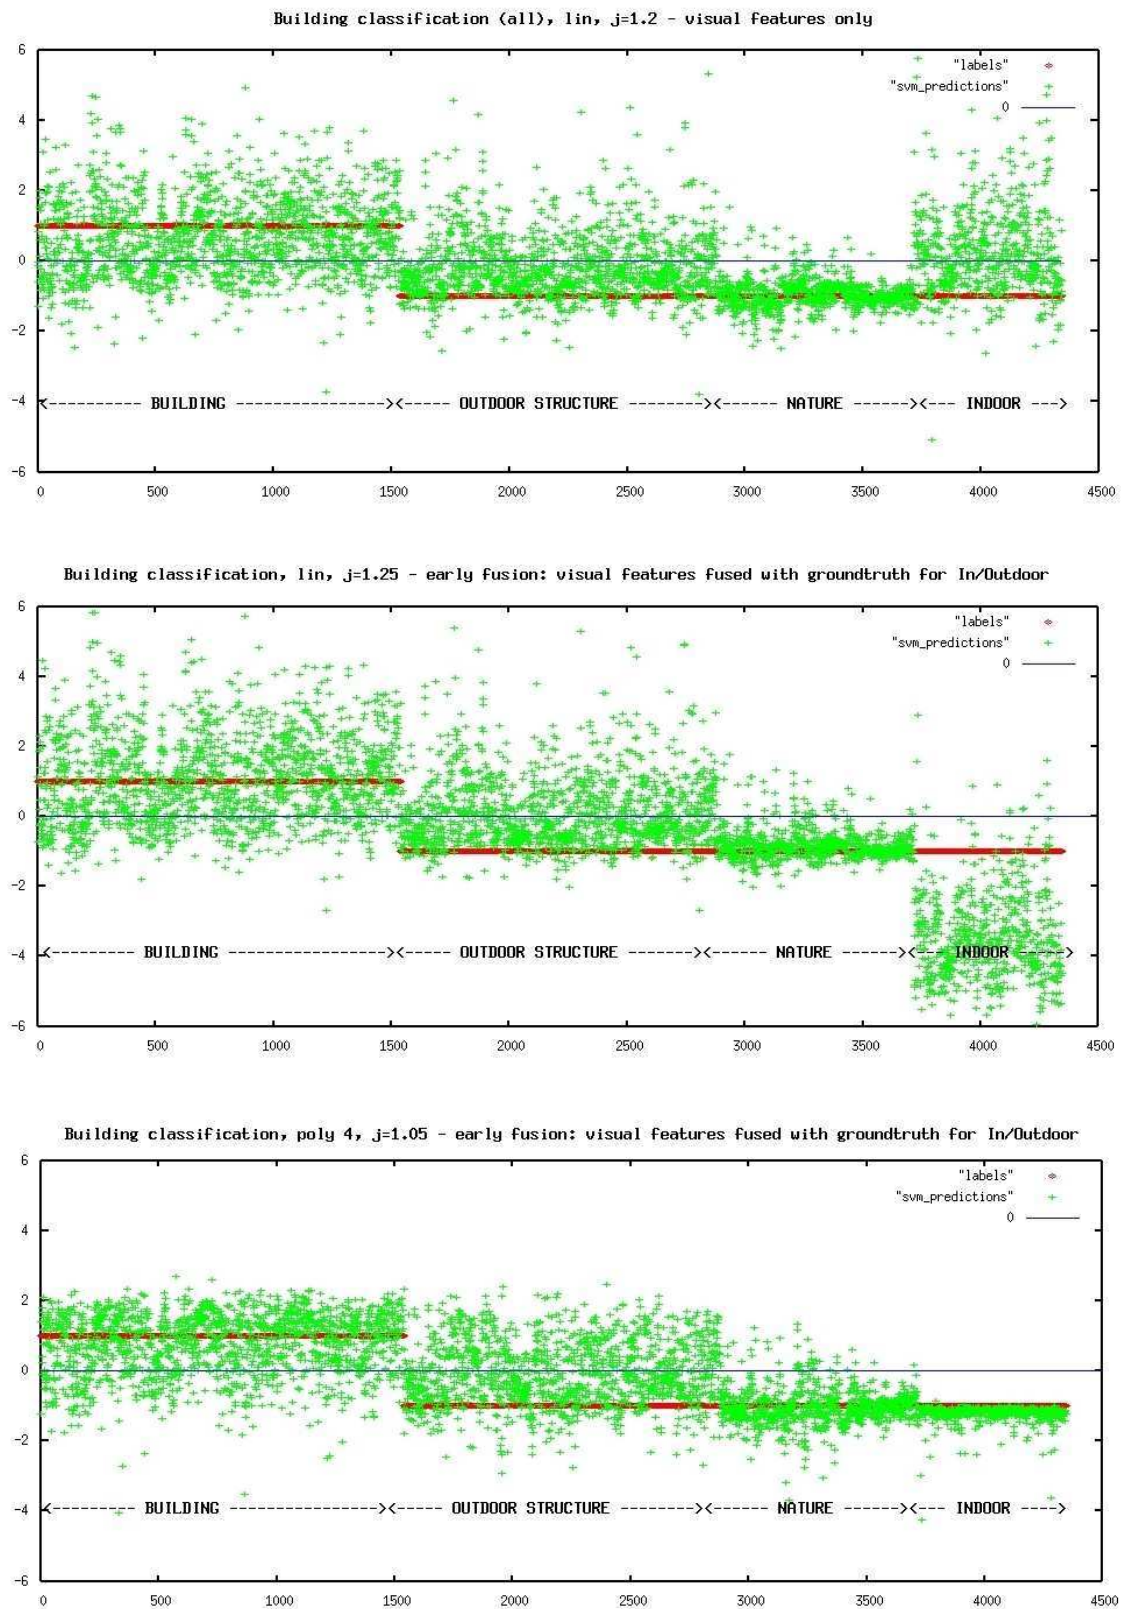 Building classification (all), lin, j=1.2 - visual features only
6
"labels"
"svm_predictions"
4
0
2
0
-2
-4
<--------- BUILDING --------------><----- OUTDOOR STRUCTURE --------><------ NATURE ------><---- INDOOR ---->
-6
0 500 1000 1500 2000 2500 3000 3500 4000 4500
Building classification, lin, j=1.25 - early fusion: visual features fused with groundtruth for In/Outdoor
6
"labels"
"svm_predictions"
0
4
2
0
-2
-4
<--------- BUILDING --------------><----- OUTDOOR STRUCTURE --------><------ NATURE ------><---- INDOOR ---->
-6
0 500 1000 1500 2000 2500 3000 3500 4000 4500
Building classification, poly 4, j=1.05 - early fusion: visual features fused with groundtruth for In/Outdoor
6
"labels"
"svm_predictions"
0
4
2
0
-2
-4
<--------- BUILDING --------------><----- OUTDOOR STRUCTURE --------><------ NATURE ------><---- INDOOR ---->
-6
0 500 1000 1500 2000 2500 3000 3500 4000 4500